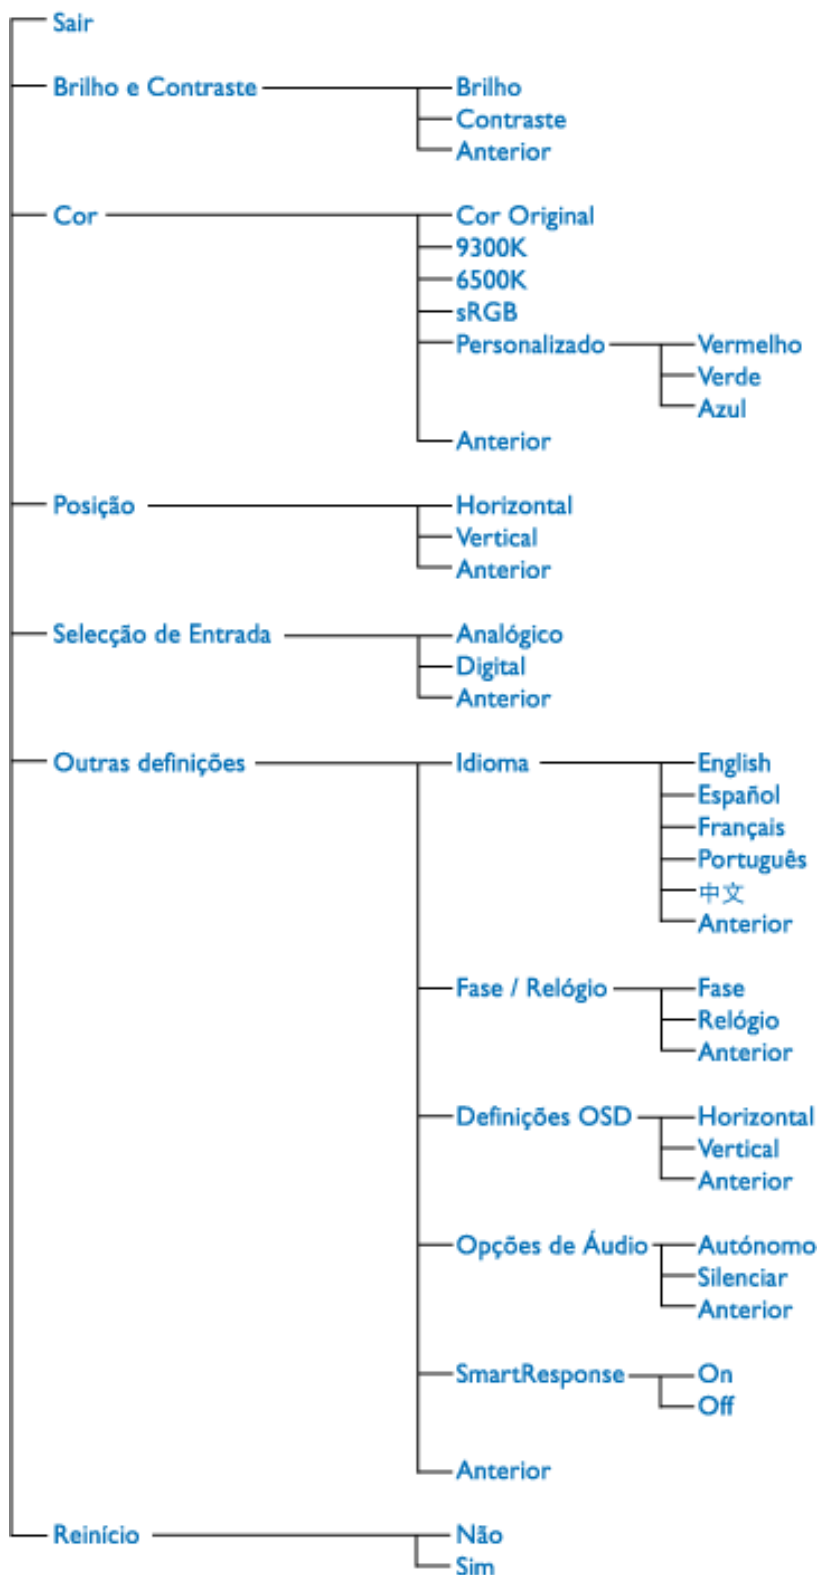 Sair
Brilho e Contraste
Brilho
Contraste
Anterior
Cor
Cor Original
9300K
6500K
sRGB
Personalizado
Vermelho
Verde
Azul
Anterior
Posição
Horizontal
Vertical
Anterior
Selecção de Entrada
Analógico
Digital
Anterior
Outras definições
Idioma
English
Español
Français
Português
中文
Anterior
Fase / Relógio
Fase
Relógio
Anterior
Definições OSD
Horizontal
Vertical
Anterior
Opções de Áudio
Autónomo
Silenciar
Anterior
SmartResponse
On
Off
Anterior
Reinício
Não
Sim